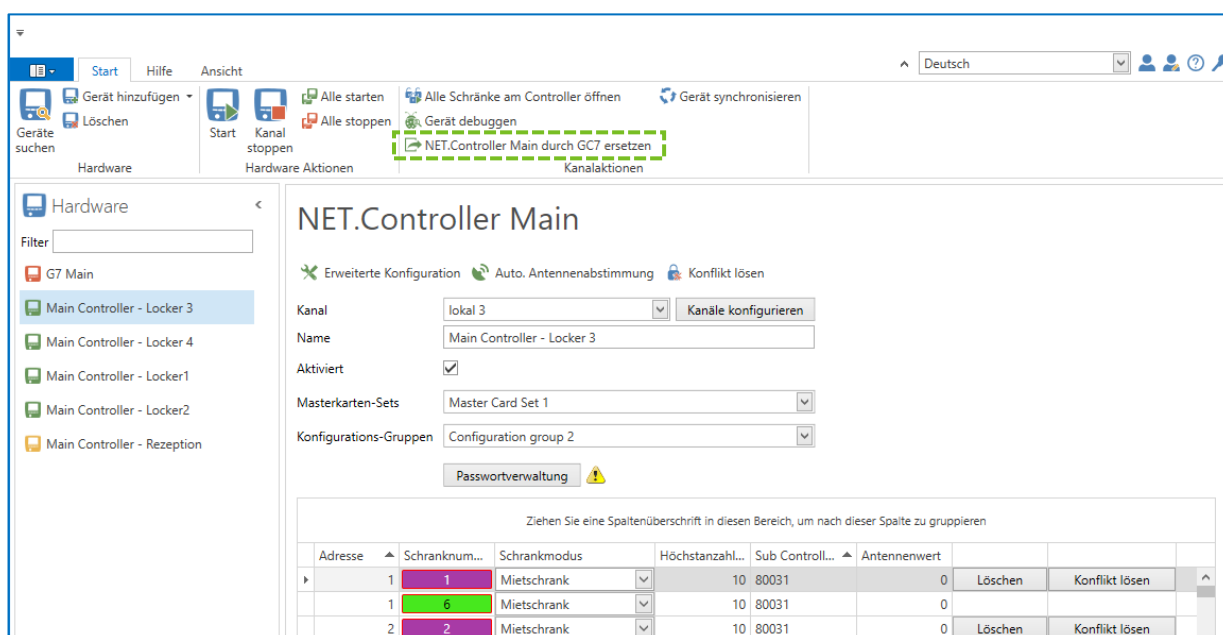 Deutsch
Start Hilfe Ansicht
Geräte suchen
Gerät hinzufügen
Löschen
Hardware
Start
Kanal stoppen
Alle starten
Alle stoppen
Hardware Aktionen
Alle Schränke am Controller öffnen
Gerät debuggen
NET.Controller Main durch GC7 ersetzen
Gerät synchronisieren
Kanalaktionen
Hardware
Filter
G7 Main
Main Controller - Locker 3
Main Controller - Locker 4
Main Controller - Locker1
Main Controller - Locker2
Main Controller - Rezeption
NET.Controller Main
Erweiterte Konfiguration Auto. Antennenabstimmung Konflikt lösen
Kanal lokal 3 Kanäle konfigurieren
Name Main Controller - Locker 3
Aktiviert
Masterkarten-Sets Master Card Set 1
Konfigurations-Gruppen Configuration group 2
Passwortverwaltung
Ziehen Sie eine Spaltenüberschrift in diesen Bereich, um nach dieser Spalte zu gruppieren
Adresse Schranknum... Schrankmodus Höchstanzahl... Sub Controll... Antennenwert
1 1 Mietschrank 10 80031 0 Löschen Konflikt lösen
1 6 Mietschrank 10 80031 0
2 2 Mietschrank 10 80031 0 Löschen Konflikt lösen